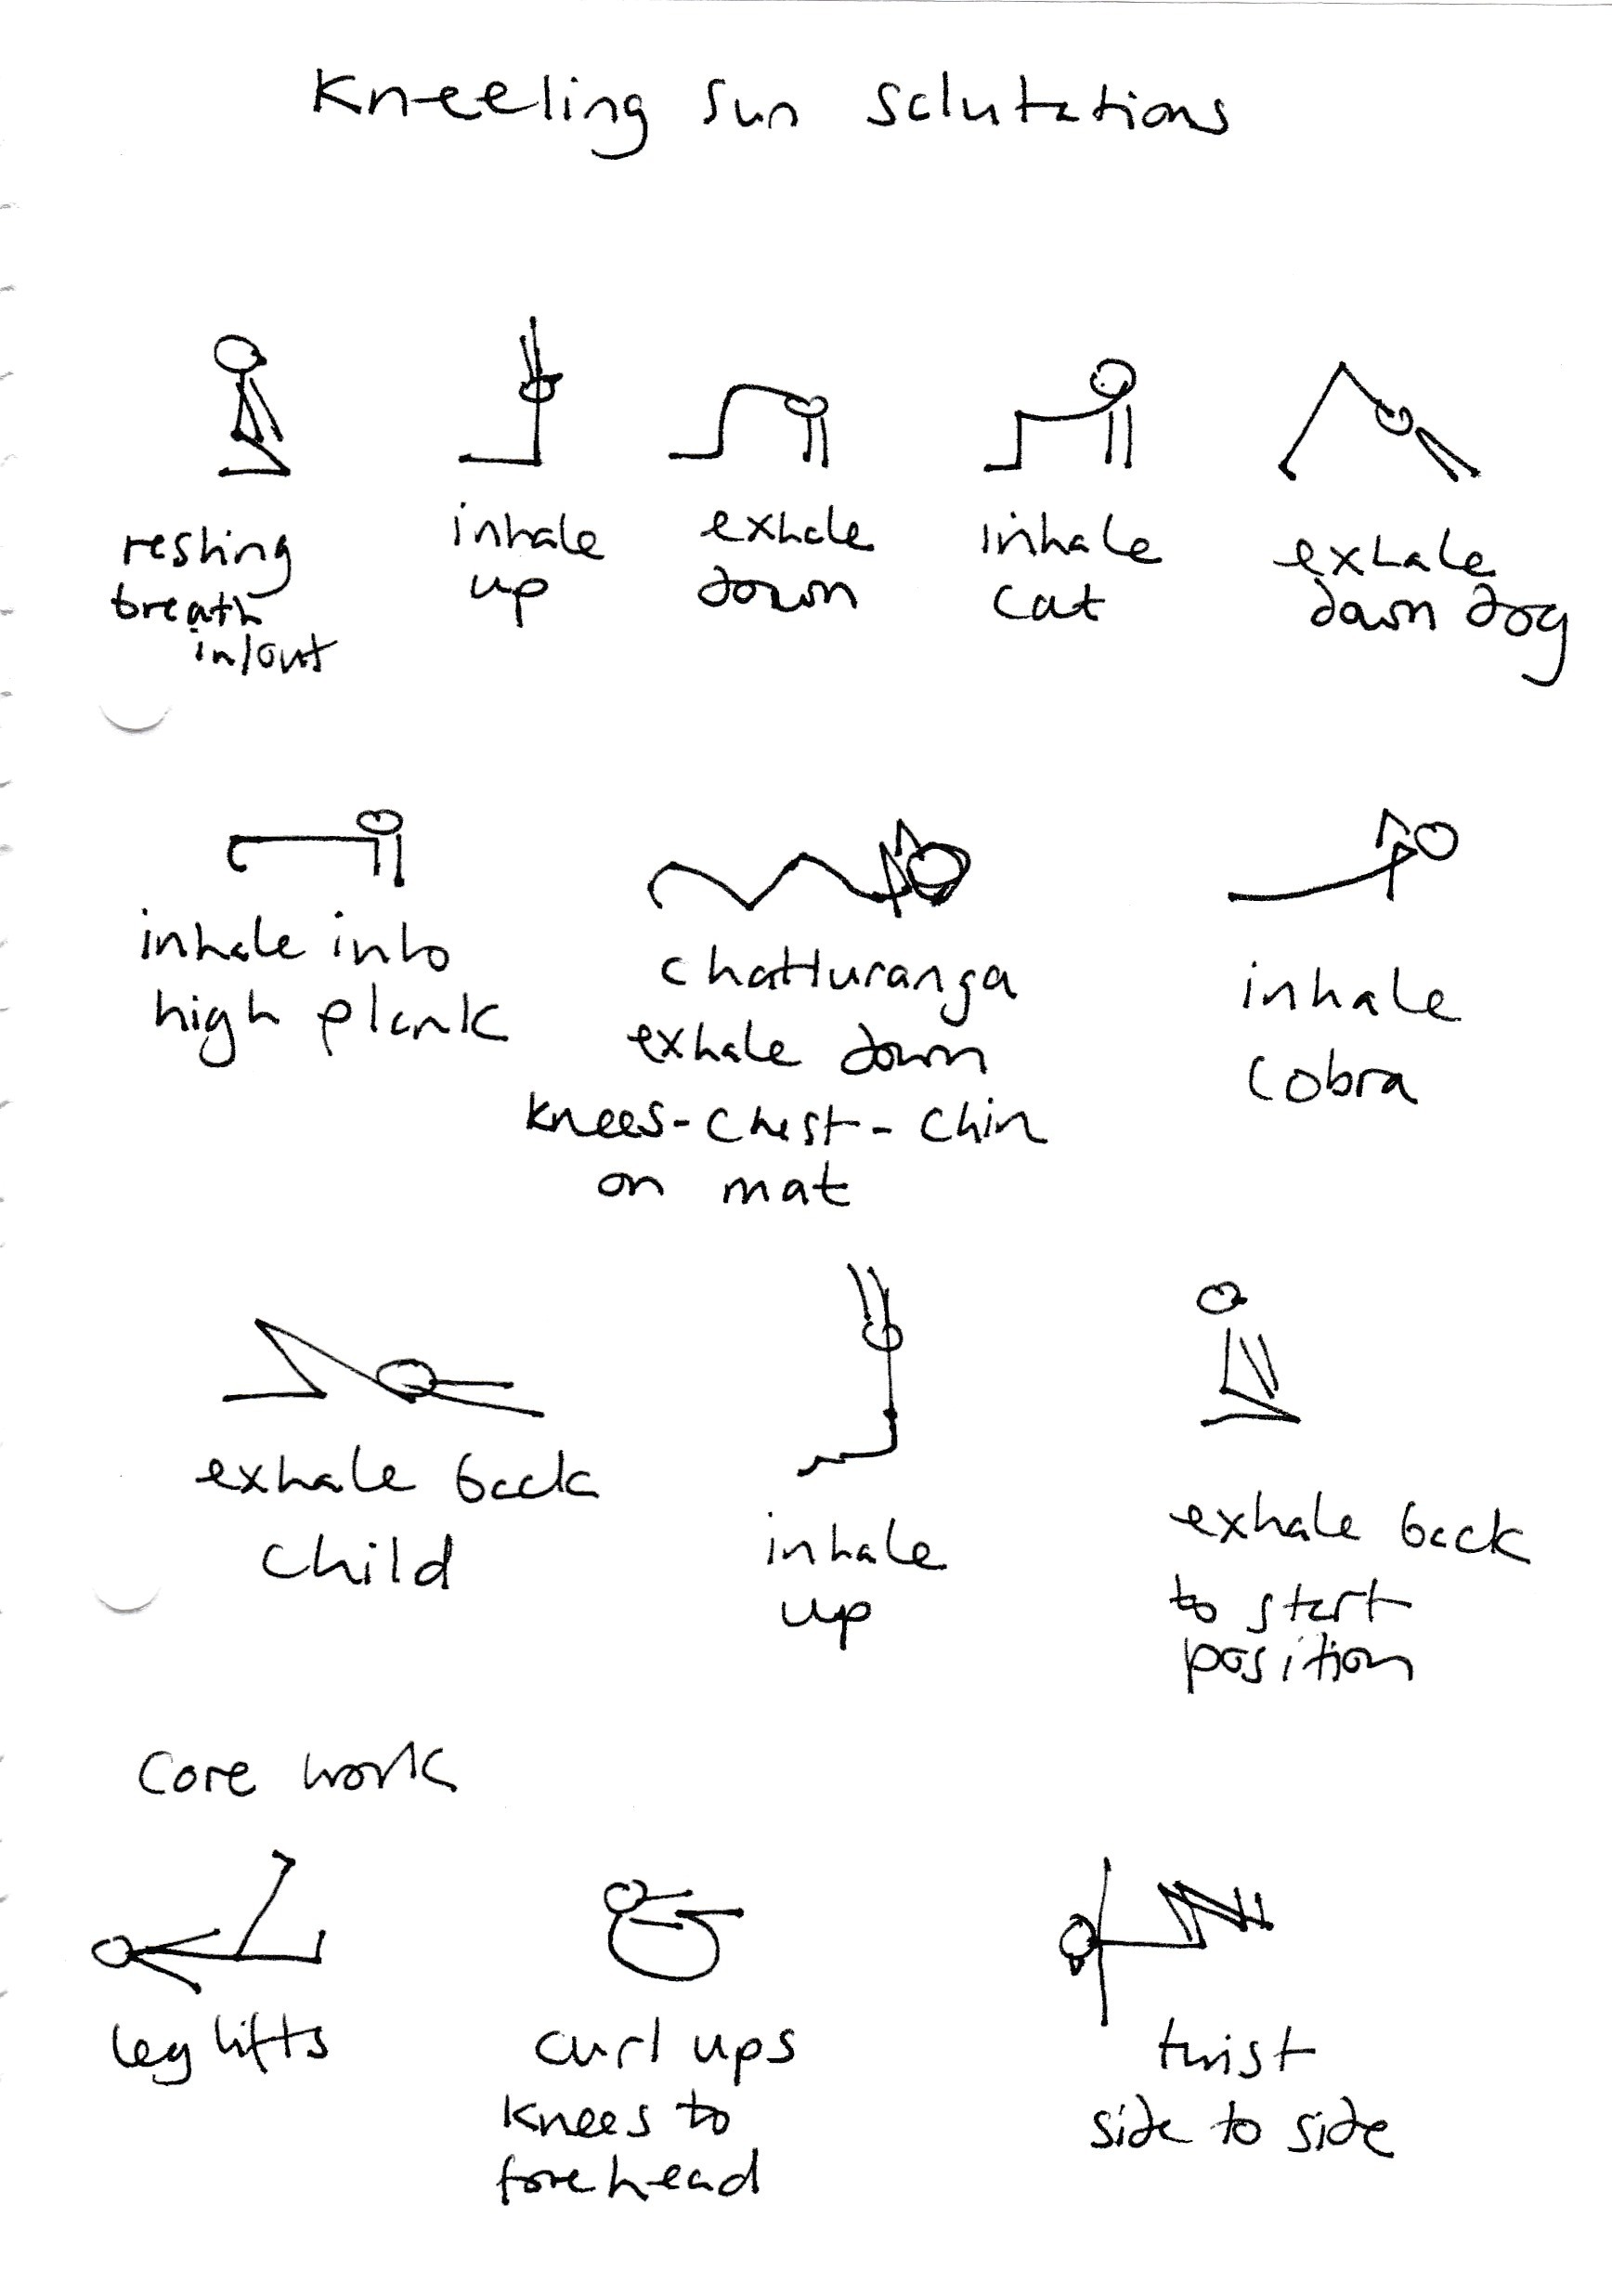 Kneeling Sun Salutations
resting
breath
in/out
inhale
up
exhale
down
inhale
cat
exhale
down dog
inhale into
high plank
chatturanga
exhale down
knees-chest-chin
on mat
inhale
cobra
exhale back
child
inhale
up
exhale back
to start
position
Core work
leg lifts
curl ups
knees to
forehead
twist
side to side